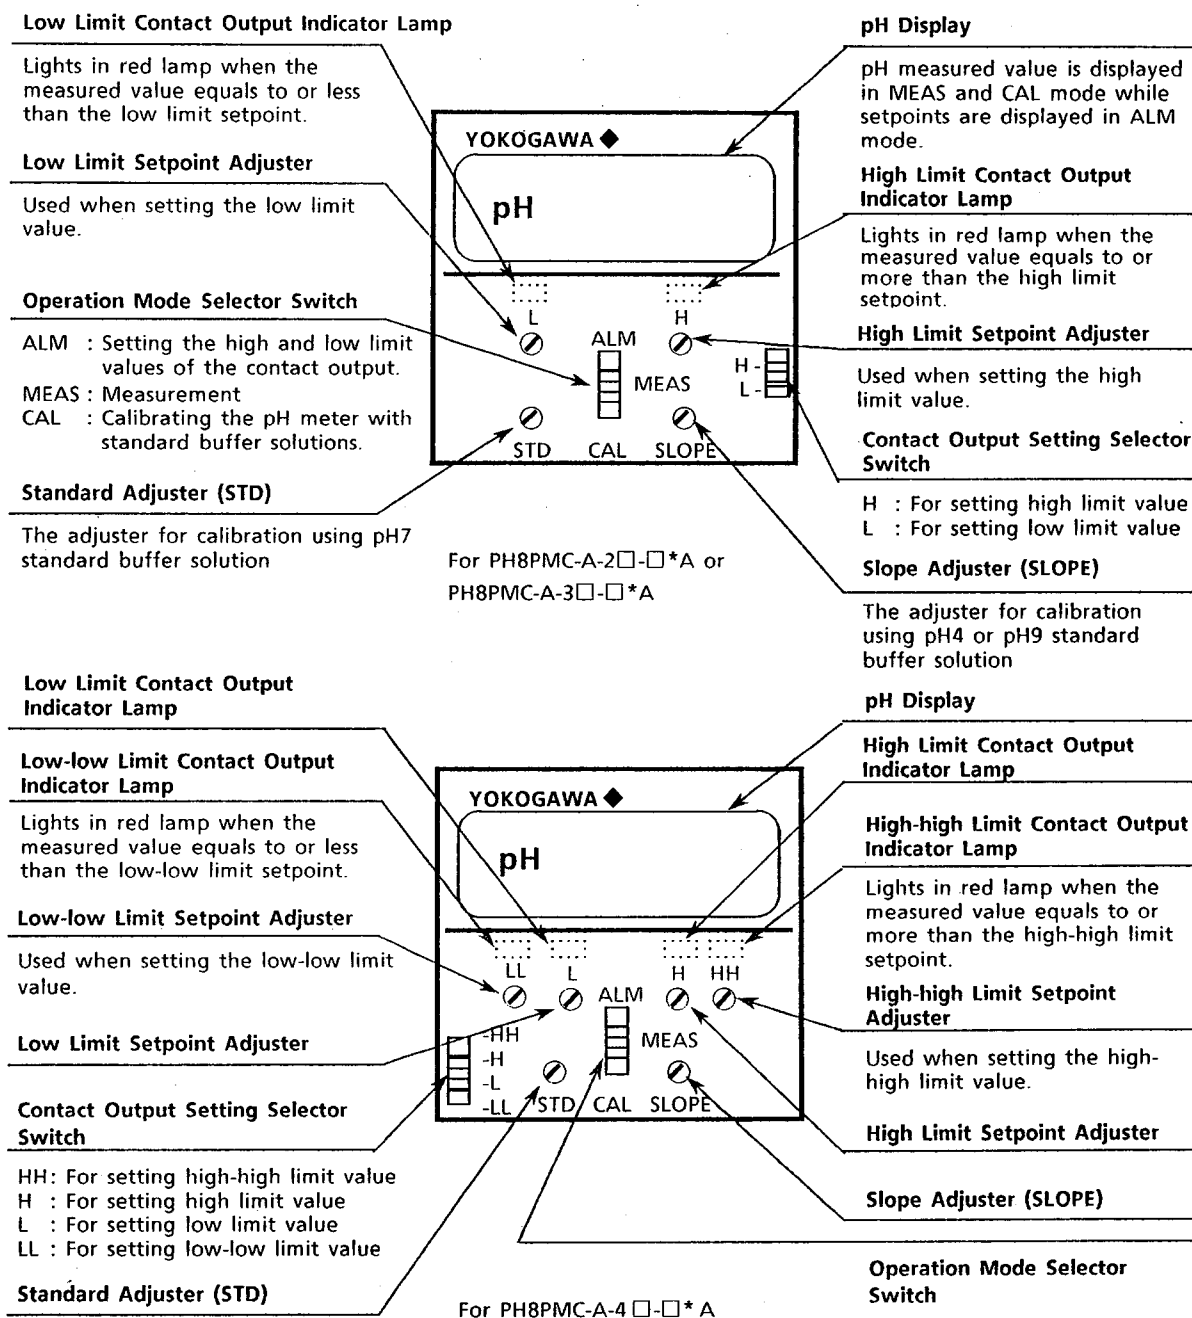 Low Limit Contact Output Indicator Lamp
Lights in red lamp when the
measured value equals to or less
than the low limit setpoint.
Low Limit Setpoint Adjuster
Used when setting the low limit
value.
Operation Mode Selector Switch
ALM : Setting the high and low limit
values of the contact output.
MEAS : Measurement
CAL : Calibrating the pH meter with
standard buffer solutions.
Standard Adjuster (STD)
The adjuster for calibration using pH7
standard buffer solution
YOKOGAWA◆
pH
L
H
ALM
MEAS
H -
L -
STD
CAL
SLOPE
For PH8PMC-A-2□-□*A or
PH8PMC-A-3□-□*A
pH Display
pH measured value is displayed
in MEAS and CAL mode while
setpoints are displayed in ALM
mode.
High Limit Contact Output
Indicator Lamp
Lights in red lamp when the
measured value equals to or
more than the high limit
setpoint.
High Limit Setpoint Adjuster
Used when setting the high
limit value.
Contact Output Setting Selector
Switch
H : For setting high limit value
L : For setting low limit value
Slope Adjuster (SLOPE)
The adjuster for calibration
using pH4 or pH9 standard
buffer solution
Low Limit Contact Output
Indicator Lamp
Low-low Limit Contact Output
Indicator Lamp
Lights in red lamp when the
measured value equals to or less
than the low-low limit setpoint.
Low-low Limit Setpoint Adjuster
Used when setting the low-low limit
value.
Low Limit Setpoint Adjuster
Contact Output Setting Selector
Switch
HH : For setting high-high limit value
H : For setting high limit value
L : For setting low limit value
LL : For setting low-low limit value
Standard Adjuster (STD)
YOKOGAWA◆
pH
LL
L
H
HH
ALM
MEAS
-HH
-H
-L
-LL
STD
CAL
SLOPE
For PH8PMC-A-4 □-□* A
pH Display
High Limit Contact Output
Indicator Lamp
High-high Limit Contact Output
Indicator Lamp
Lights in red lamp when the
measured value equals to or
more than the high-high limit
setpoint.
High-high Limit Setpoint
Adjuster
Used when setting the high-
high limit value.
High Limit Setpoint Adjuster
Slope Adjuster (SLOPE)
Operation Mode Selector
Switch